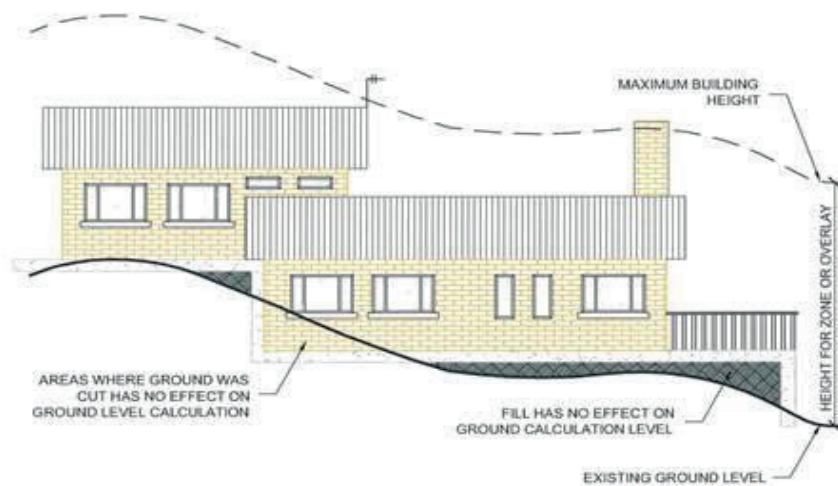 MAXIMUM BUILDING
HEIGHT
HEIGHT FOR ZONE OR OVERLAY
AREAS WHERE GROUND WAS
CUT HAS NO EFFECT ON
GROUND LEVEL CALCULATION
FILL HAS NO EFFECT ON
GROUND CALCULATION LEVEL
EXISTING GROUND LEVEL